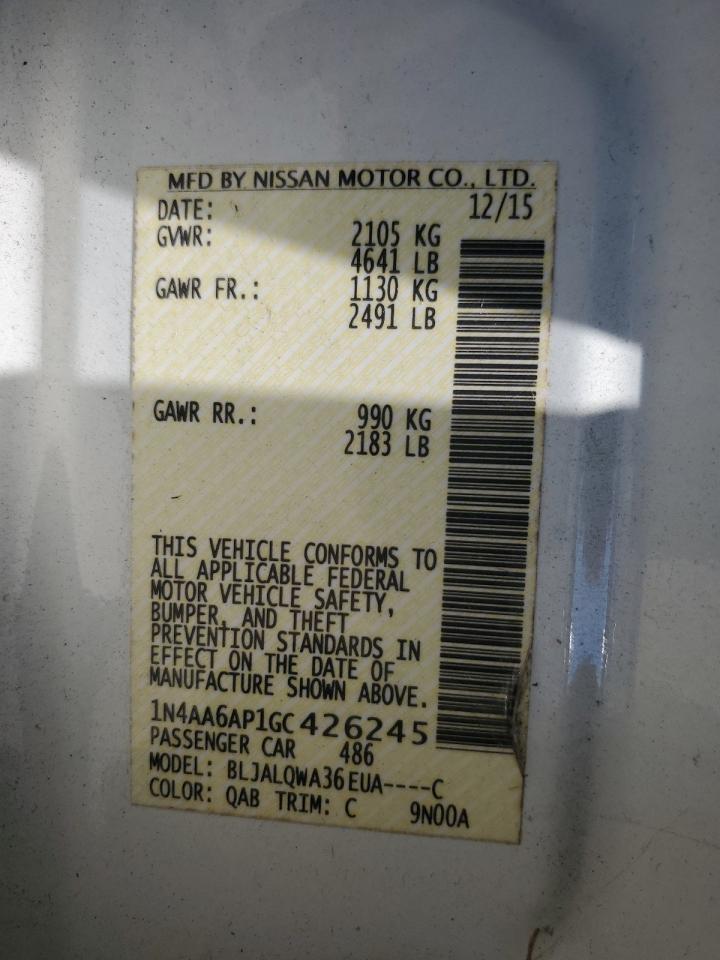 MFD BY NISSAN MOTOR CO., LTD.
DATE: 12/15
GVWR: 2105 KG
4641 LB
GAWR FR.: 1130 KG
2491 LB
GAWR RR.: 990 KG
2183 LB
THIS VEHICLE CONFORMS TO
ALL APPLICABLE FEDERAL
MOTOR VEHICLE SAFETY,
BUMPER, AND THEFT
PREVENTION STANDARDS IN
EFFECT ON THE DATE OF
MANUFACTURE SHOWN ABOVE.
1N4AA6AP1GC426245
PASSENGER CAR 486
MODEL: BLJALQWA36EUA----C
COLOR: QAB TRIM: C 9N00A